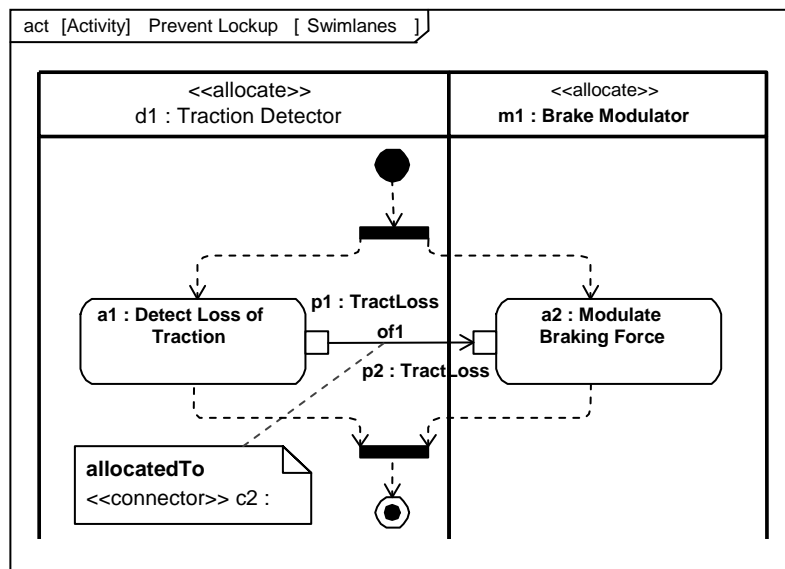 act [Activity] Prevent Lockup [ Swimlanes ]
<<allocate>>
d1 : Traction Detector
<<allocate>>
m1 : Brake Modulator
p1 : TractLoss
a1 : Detect Loss of
Traction
of1
a2 : Modulate
Braking Force
p2 : TractLoss
allocatedTo
<<connector>> c2 :